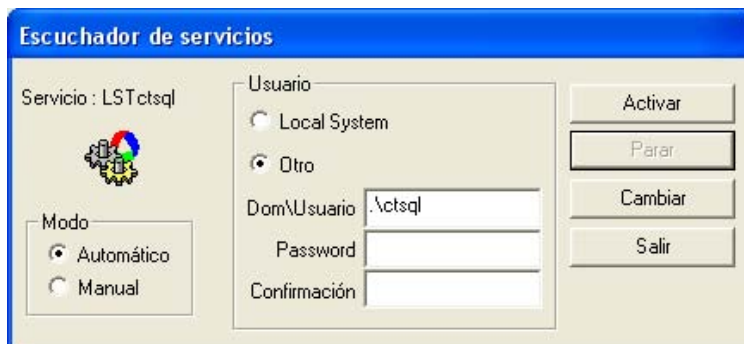 Escuchador de servicios
Servicio : LSTctsql
Modo
Automático
Manual
Usuario
Local System
Otro
Dom\Usuario .\ctsql
Password
Confirmación
Activar
Parar
Cambiar
Salir